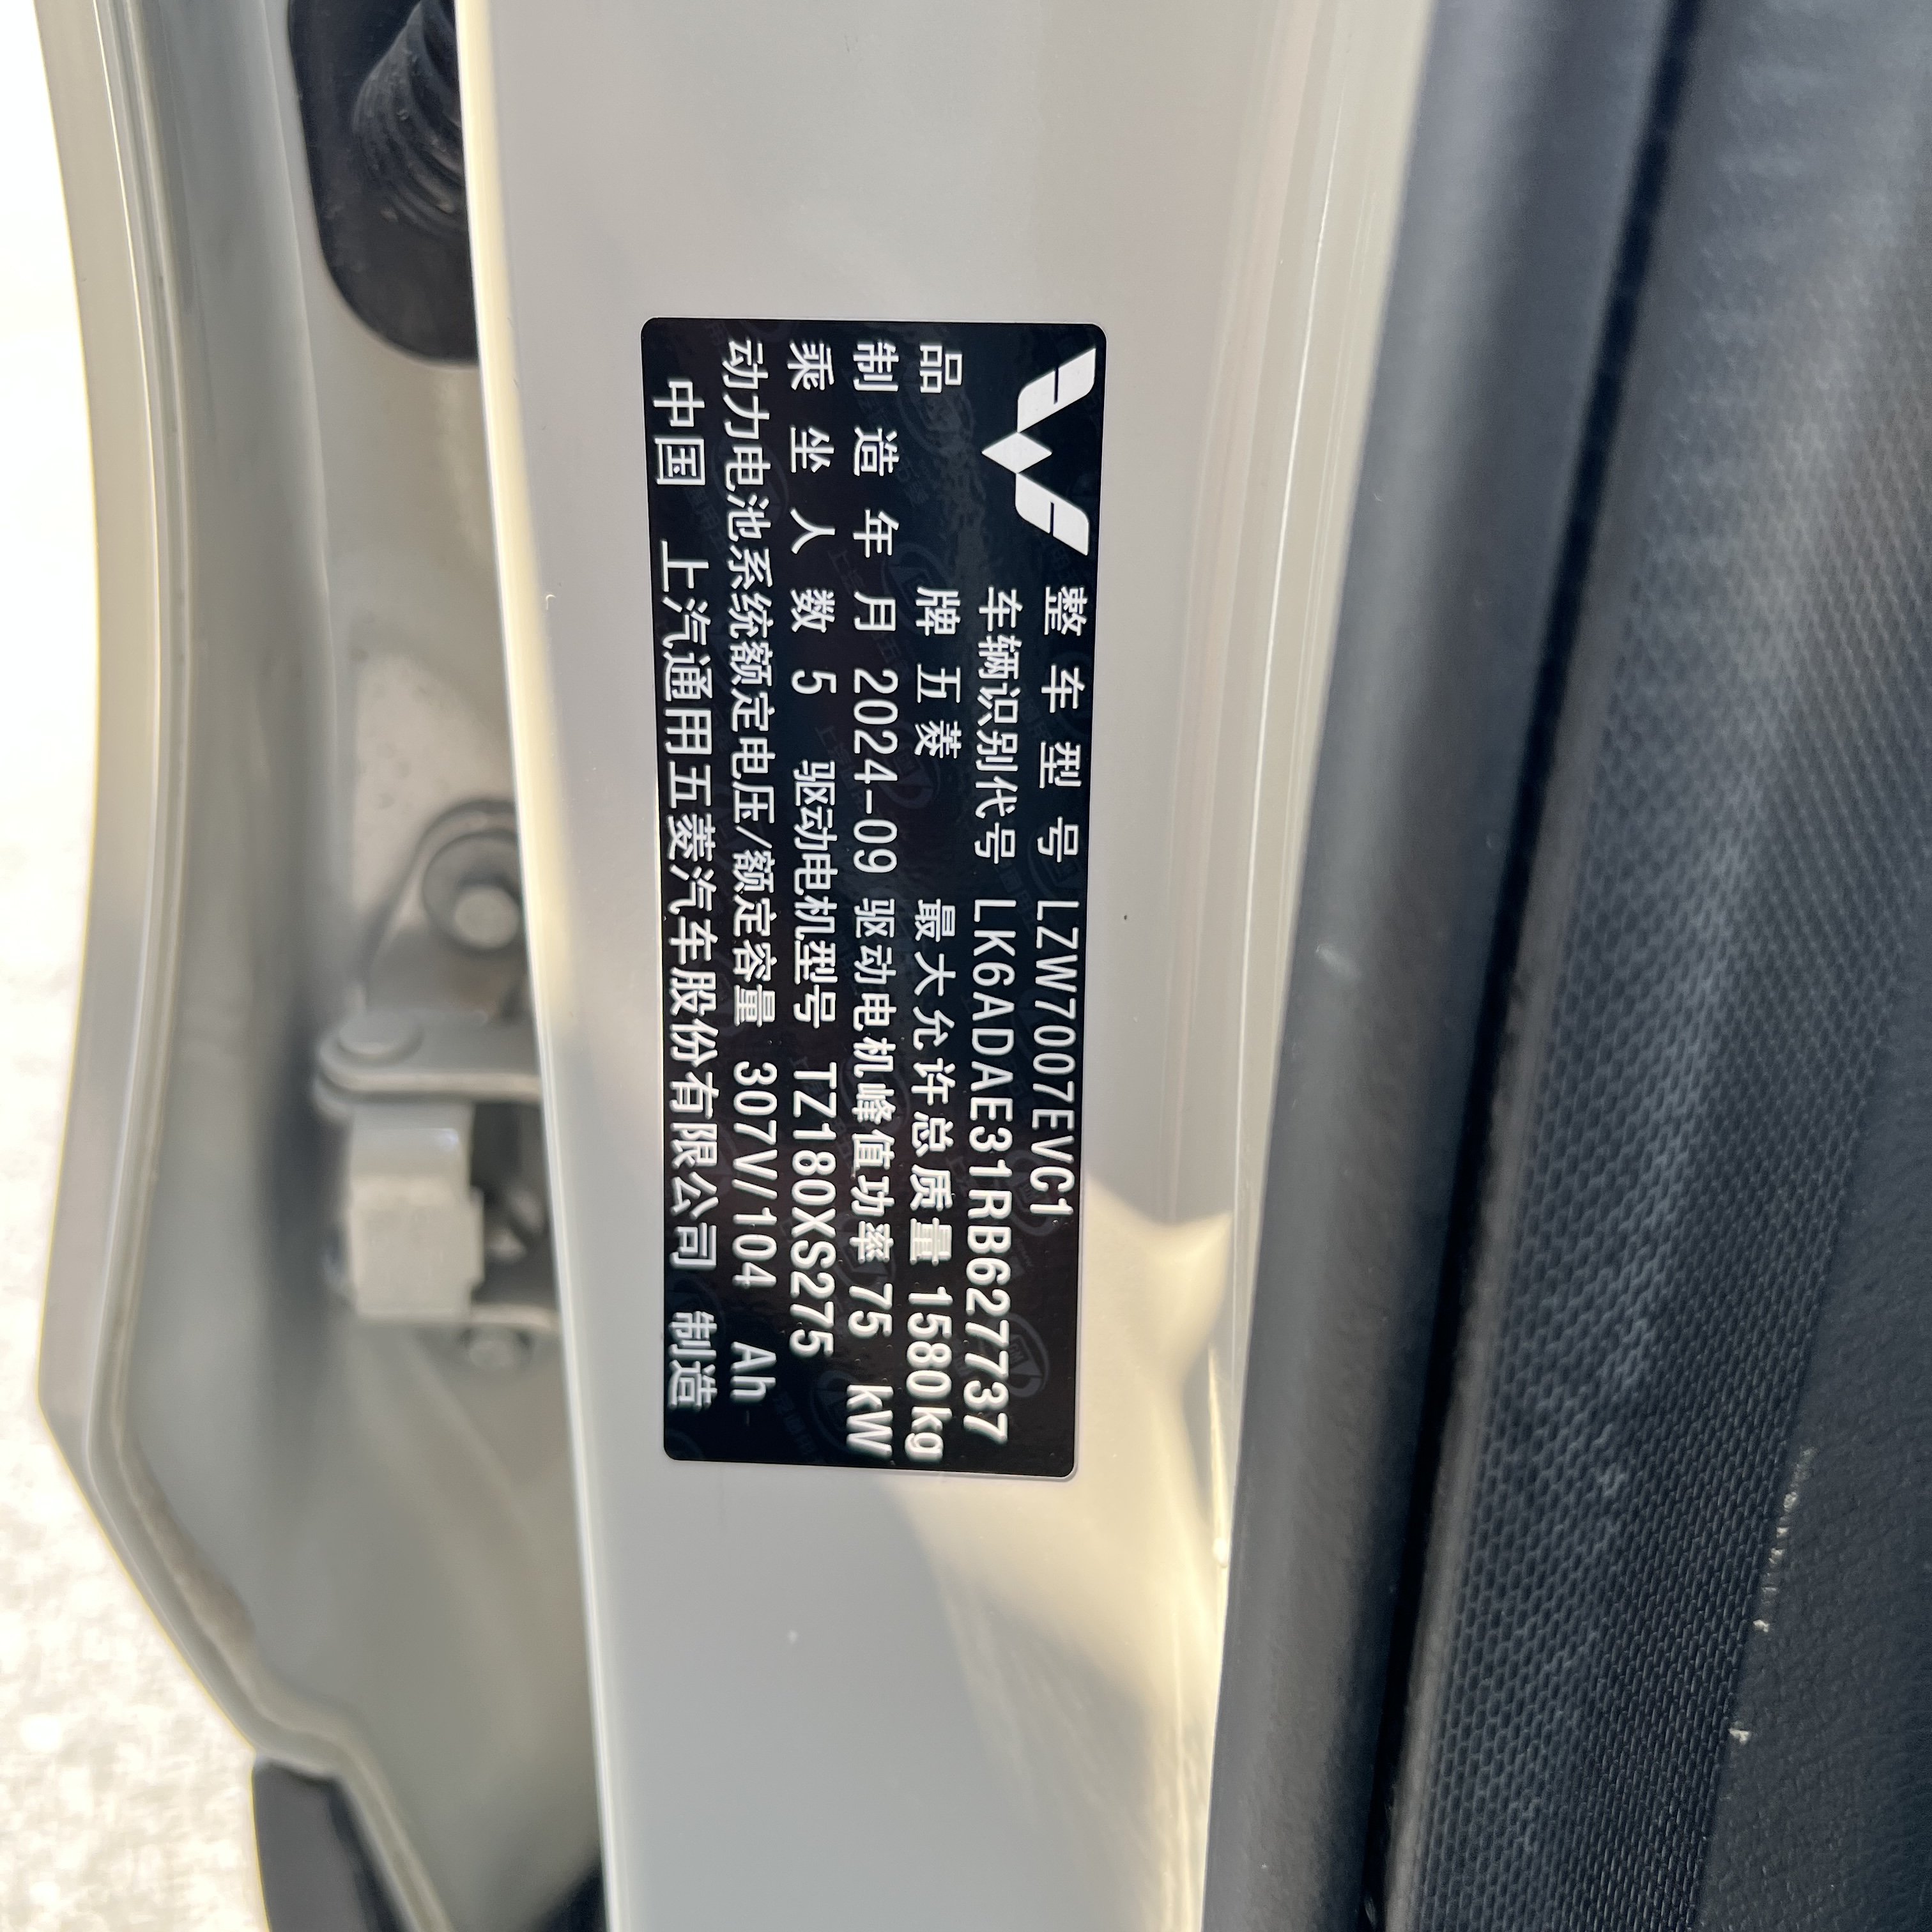 整车型号 LZW7007EVC1
车辆识别代号 LK6ADAE31RB627737
品牌 五菱 最大允许总质量 1580kg
制造年月 2024-09 驱动电机峰值功率 75 kW
乘坐人数 5 驱动电机型号 TZ180XS275
动力电池系统额定电压/额定容量 307V/104 Ah
中国 上汽通用五菱汽车股份有限公司 制造